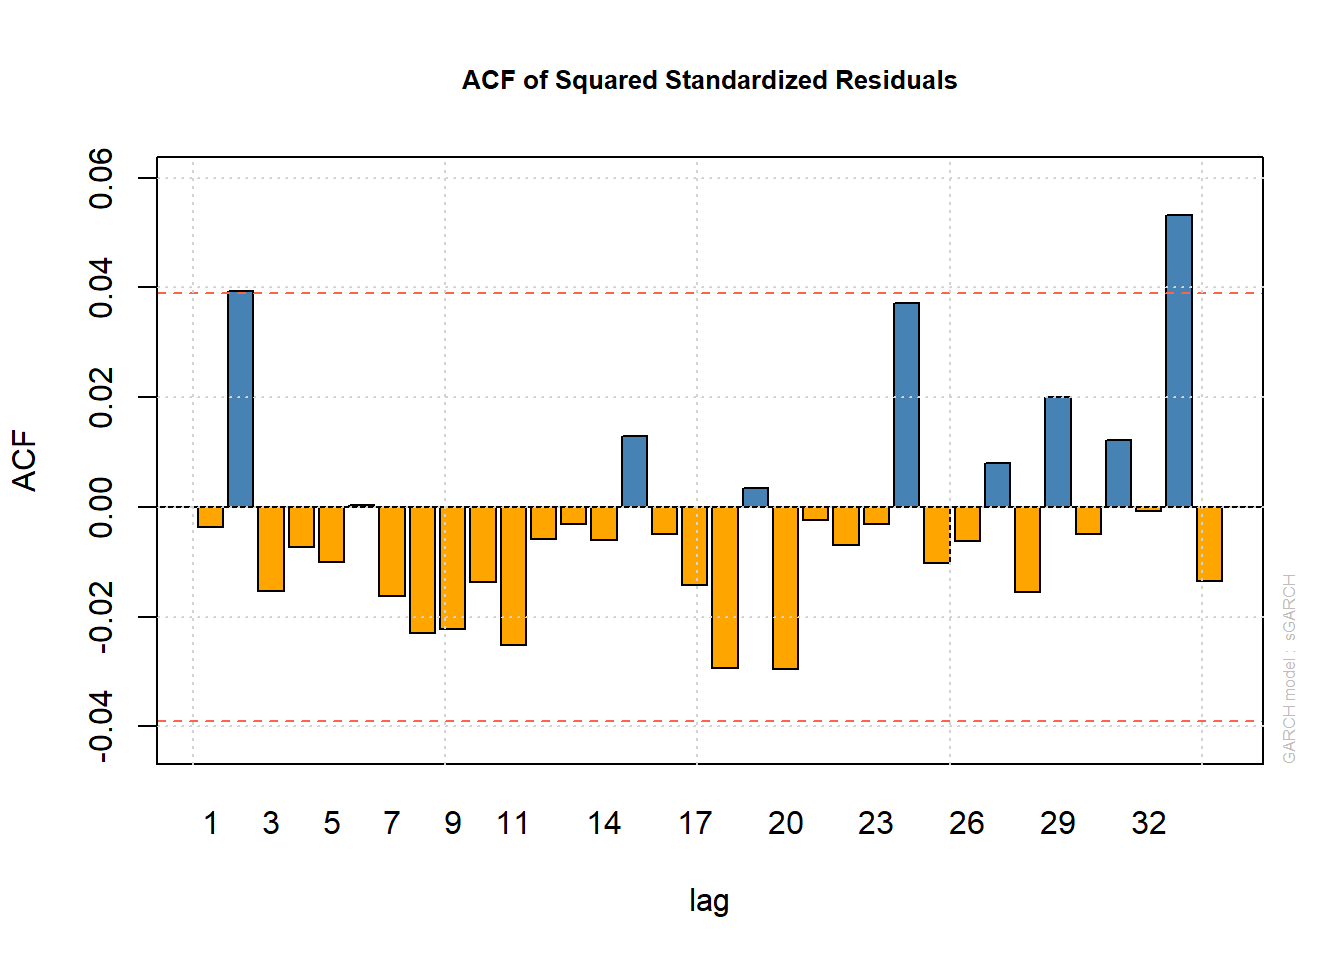 ACF of Squared Standardized Residuals
0.06
0.04
0.02
0.00
-0.02
-0.04
ACF
1 3 5 7 9 11 14 17 20 23 26 29 32
lag
GARCH model : sGARCH